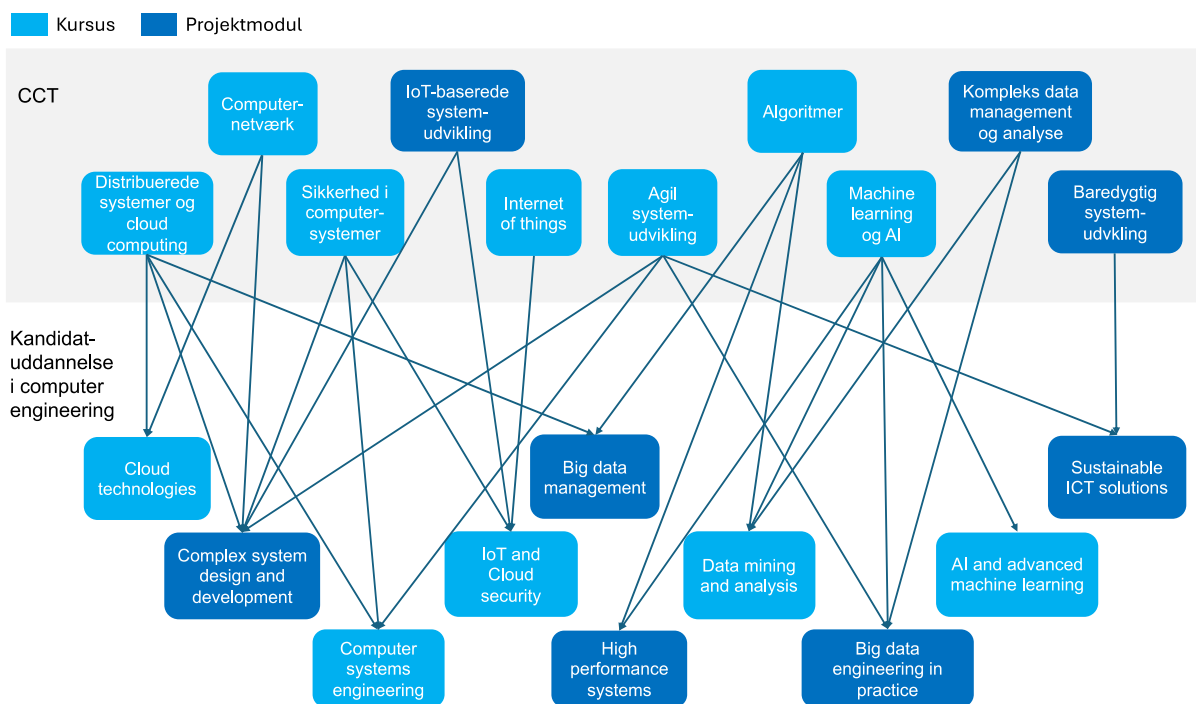 Kursus
Projektmodul
CCT
Computer-
netværk
IoT-baserede
system-
udvikling
Algoritmer
Kompleks data
management
og analyse
Distribuerede
systemer og
cloud
computing
Sikkerhed i
computer-
systemer
Internet
of things
Agil
system-
udvikling
Machine
learning
og AI
Baredygtig
system-
udvkling
Kandidat-
uddannelse
i computer
engineering
Cloud
technologies
Big data
management
Sustainable
ICT solutions
Complex system
design and
development
IoT and
Cloud
security
Data mining
and analysis
AI and advanced
machine learning
Computer
systems
engineering
High
performance
systems
Big data
engineering in
practice